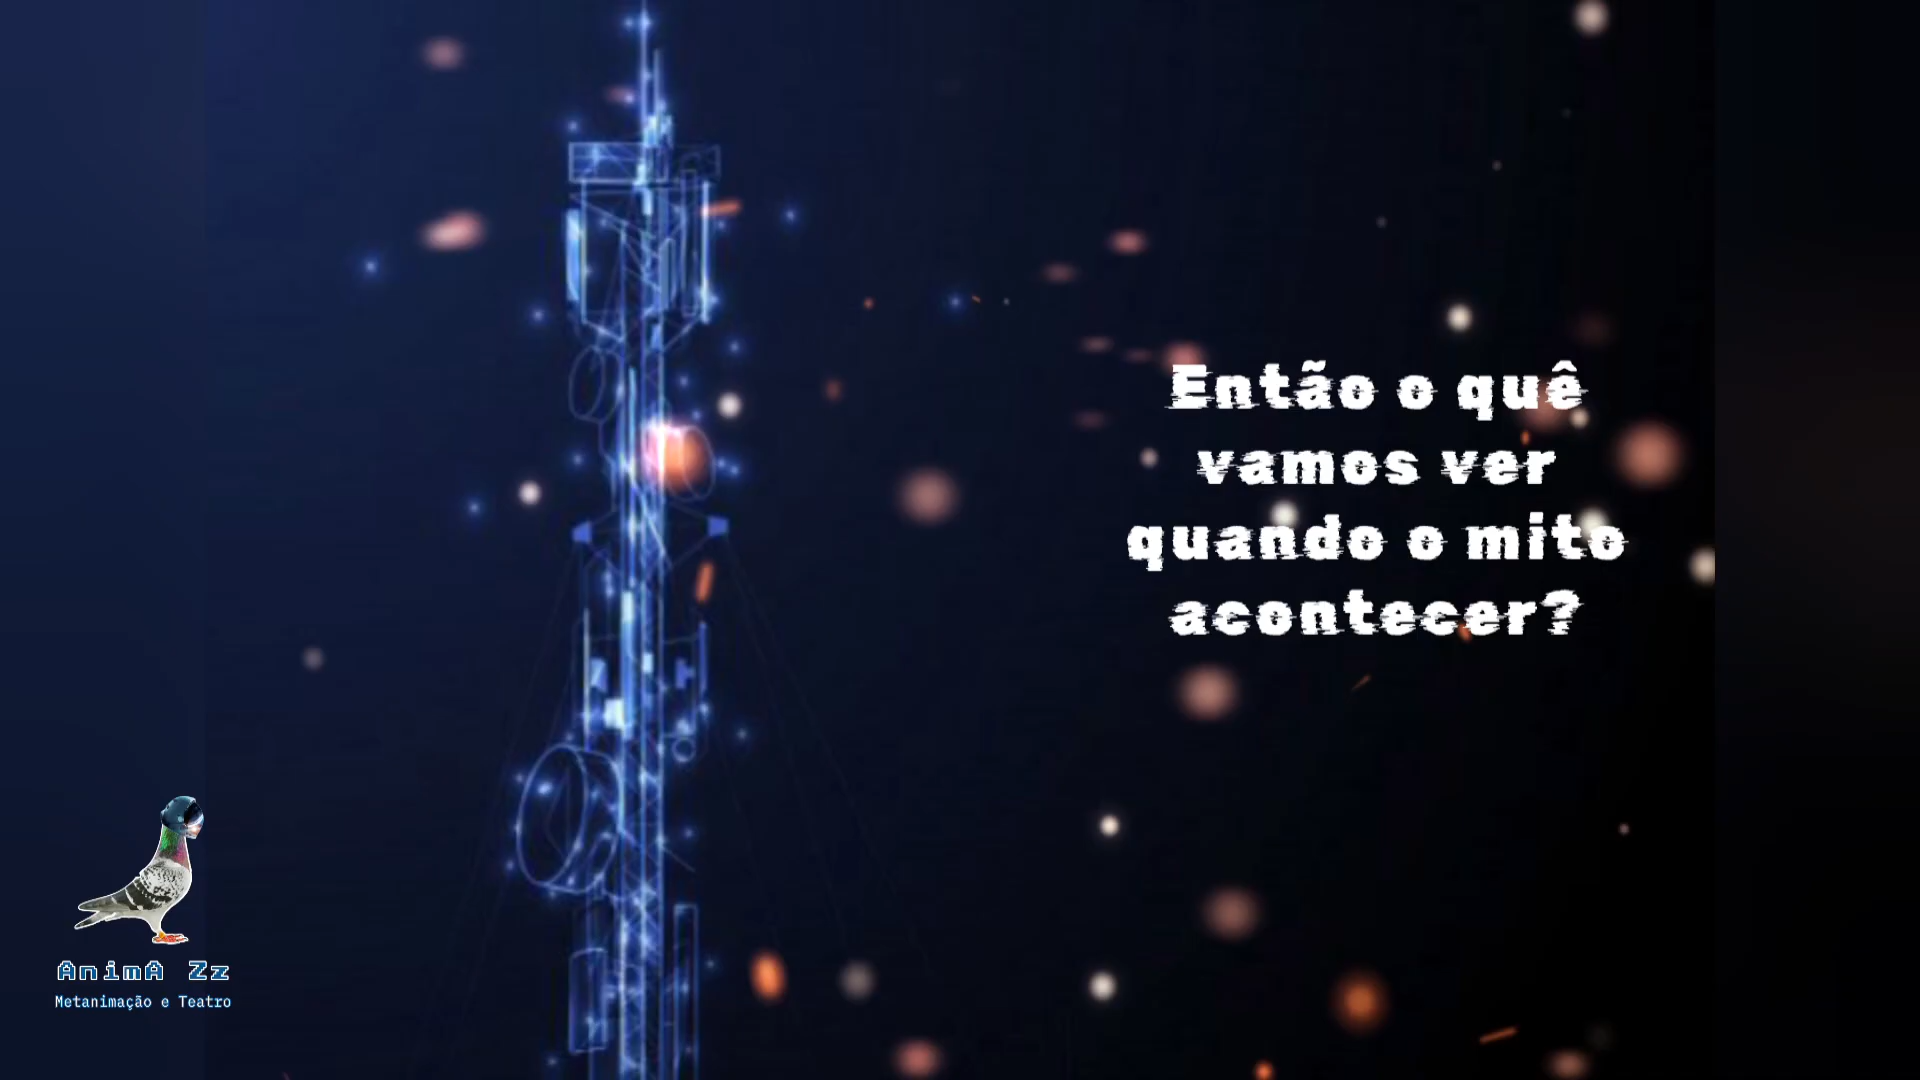 Então o quê
vamos ver
quando o mito
acontecer?
AnimA Zz
Metanimação e Teatro